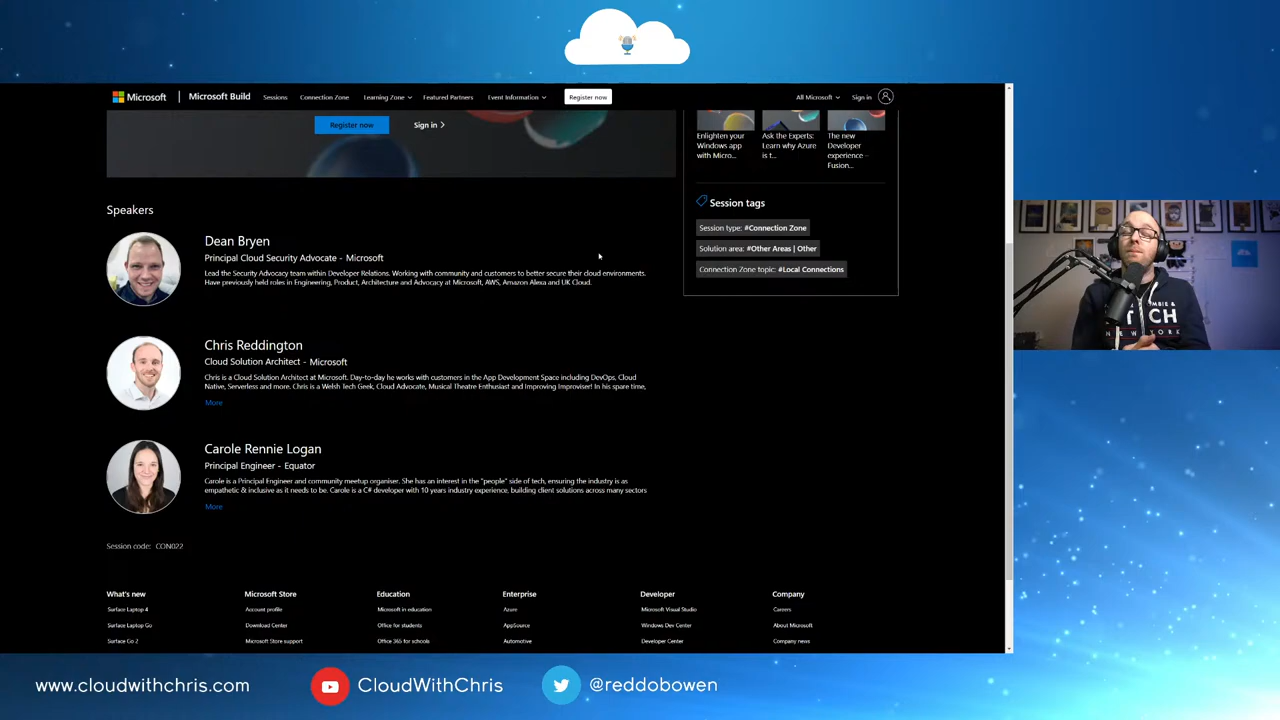 Microsoft
Microsoft Build
Sessions
Connection Zone
Learning Zone
Featured Partners
Event Information
Register now
All Microsoft
Sign in
Register now
Sign in
Enlighten your
Windows app
with Micro...
Ask the Experts:
Learn why Azure
is t...
The new
Developer
experience –
Fusion...
Session tags
Session type: #Connection Zone
Solution area: #Other Areas | Other
Connection Zone topic: #Local Connections
Speakers
Dean Bryen
Principal Cloud Security Advocate - Microsoft
Lead the Security Advocacy team within Developer Relations. Working with community and customers to better secure their cloud environments.
Have previously held roles in Engineering, Product, Architecture and Advocacy at Microsoft, AWS, Amazon Alexa and UK Cloud.
Chris Reddington
Cloud Solution Architect - Microsoft
Chris is a Cloud Solution Architect at Microsoft. Day-to-day he works with customers in the App Development Space including DevOps, Cloud
Native, Serverless and more. Chris is a Welsh Tech Geek, Cloud Advocate, Musical Theatre Enthusiast and Improving Improviser! In his spare time,
More
Carole Rennie Logan
Principal Engineer - Equator
Carole is a Principal Engineer and community meetup organiser. She has an interest in the "people" side of tech, ensuring the industry is as
empathetic & inclusive as it needs to be. Carole is a C# developer with 10 years industry experience, building client solutions across many sectors
More
Session code: CON022
What's new
Surface Laptop 4
Surface Laptop Go
Surface Go 2
Microsoft Store
Account profile
Download Center
Microsoft Store support
Education
Microsoft in education
Office for students
Office 365 for schools
Enterprise
Azure
AppSource
Automotive
Developer
Microsoft Visual Studio
Windows Dev Center
Developer Center
Company
Careers
About Microsoft
Company news
NEW YORK
www.cloudwithchris.com
CloudWithChris
@reddobowen